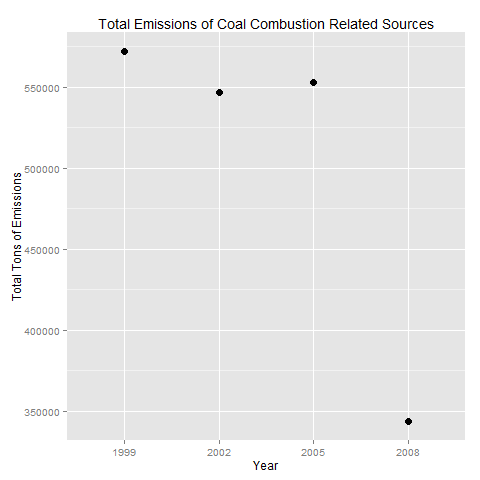 Total Emissions of Coal Combustion Related Sources
Total Tons of Emissions
550000
500000
450000
400000
350000
1999 2002 2005 2008
Year